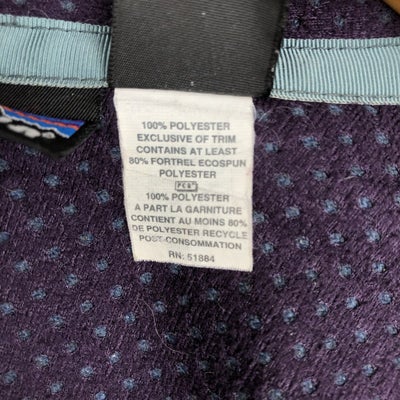 100% POLYESTER
EXCLUSIVE OF TRIM
CONTAINS AT LEAST
80% FORTREL ECOSPUN
POLYESTER
PCR
100% POLYESTER
A PART LA GARNITURE
CONTIENT AU MOINS 80%
DE POLYESTER RECYCLE
POST-CONSOMMATION
RN: 51884